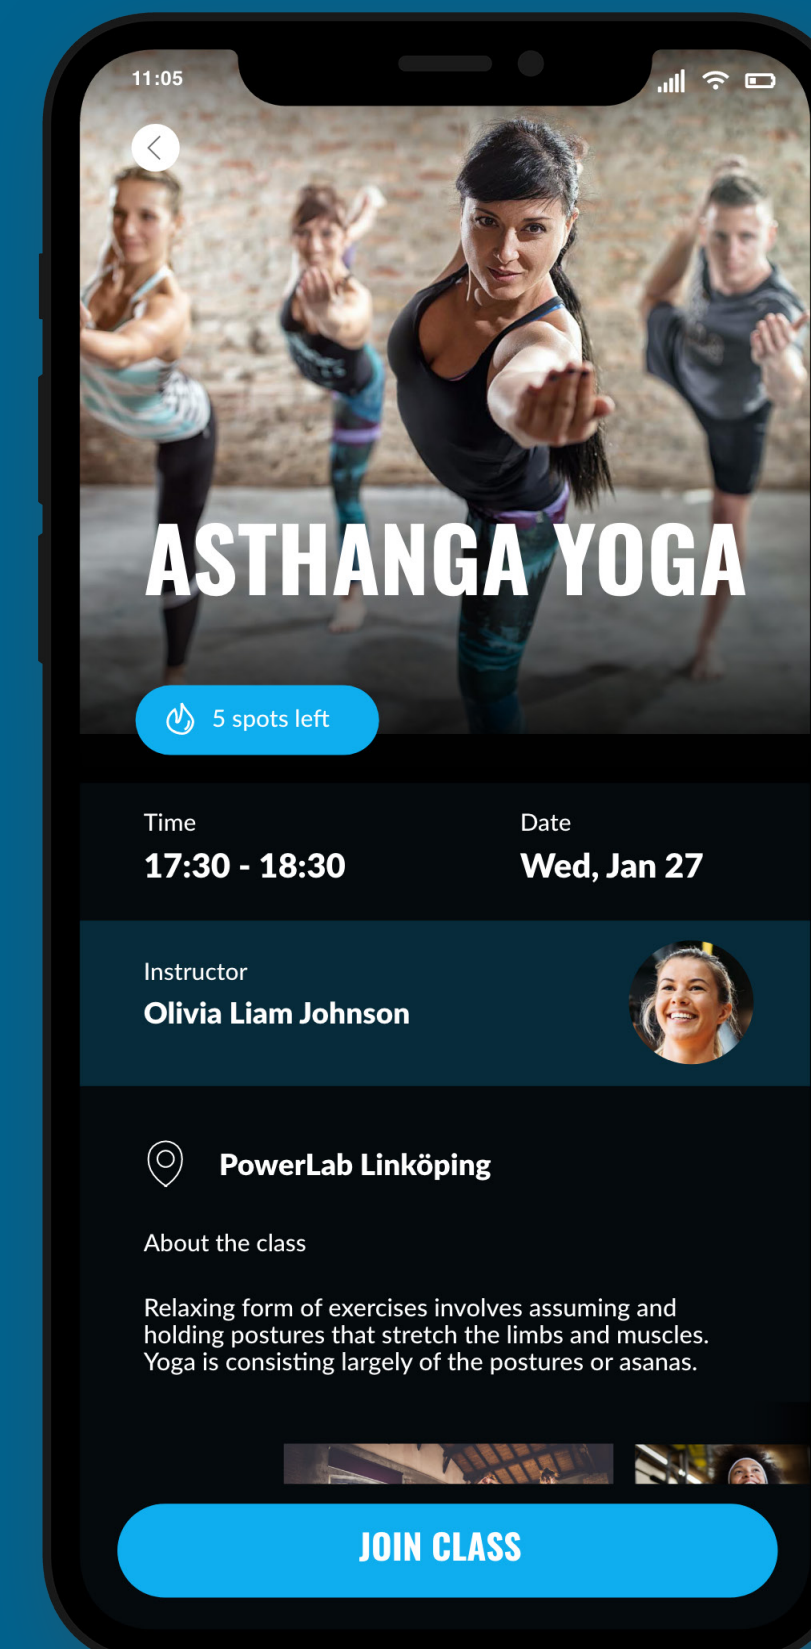 11:05
ASTHANGA YOGA
5 spots left
Time
17:30 - 18:30
Date
Wed, Jan 27
Instructor
Olivia Liam Johnson
PowerLab Linköping
About the class
Relaxing form of exercises involves assuming and
holding postures that stretch the limbs and muscles.
Yoga is consisting largely of the postures or asanas.
JOIN CLASS